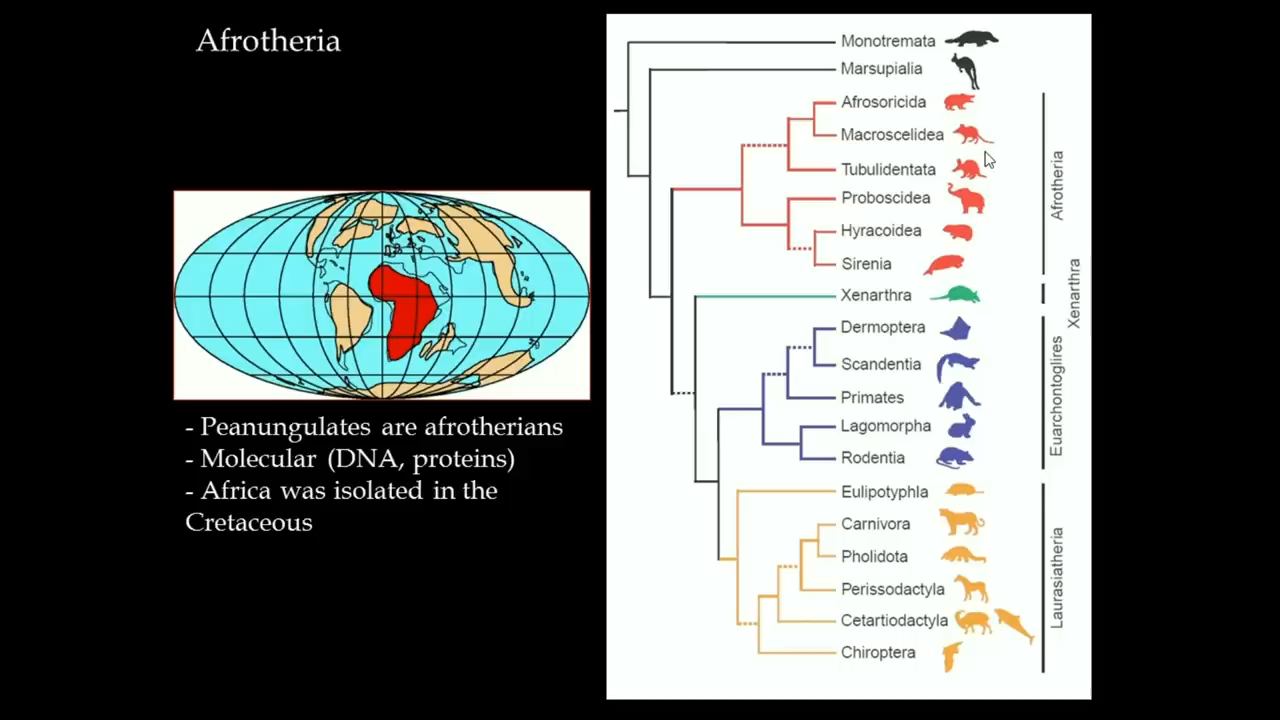 Afrotheria
- Peanungulates are afrotherians
- Molecular (DNA, proteins)
- Africa was isolated in the
Cretaceous
Monotremata
Marsupialia
Afrosoricida
Macroscelidea
Tubulidentata
Proboscidea
Hyracoidea
Sirenia
Xenarthra
Dermoptera
Scandentia
Primates
Lagomorpha
Rodentia
Eulipotyphla
Carnivora
Pholidota
Perissodactyla
Cetartiodactyla
Chiroptera
Afrotheria
Xenarthra
Euarchontoglires
Laurasiatheria